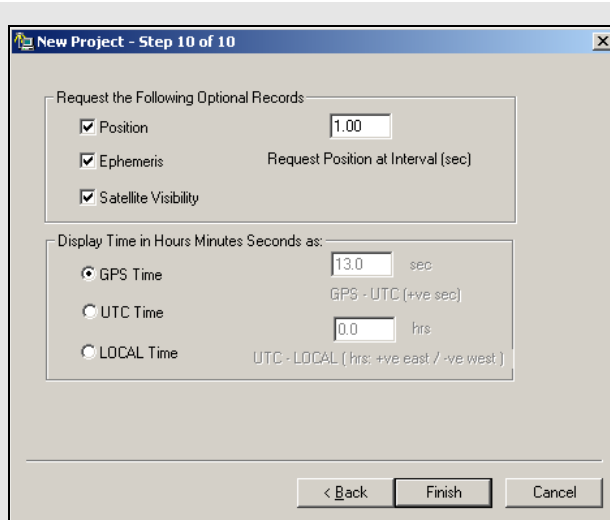 New Project - Step 10 of 10
Request the Following Optional Records
Position
1.00
Ephemeris
Request Position at Interval (sec)
Satellite Visibility
Display Time in Hours Minutes Seconds as:
GPS Time
13.0 sec
GPS - UTC (+ve sec)
UTC Time
0.0 hrs
LOCAL Time
UTC - LOCAL ( hrs: +ve east / -ve west )
< Back
Finish
Cancel